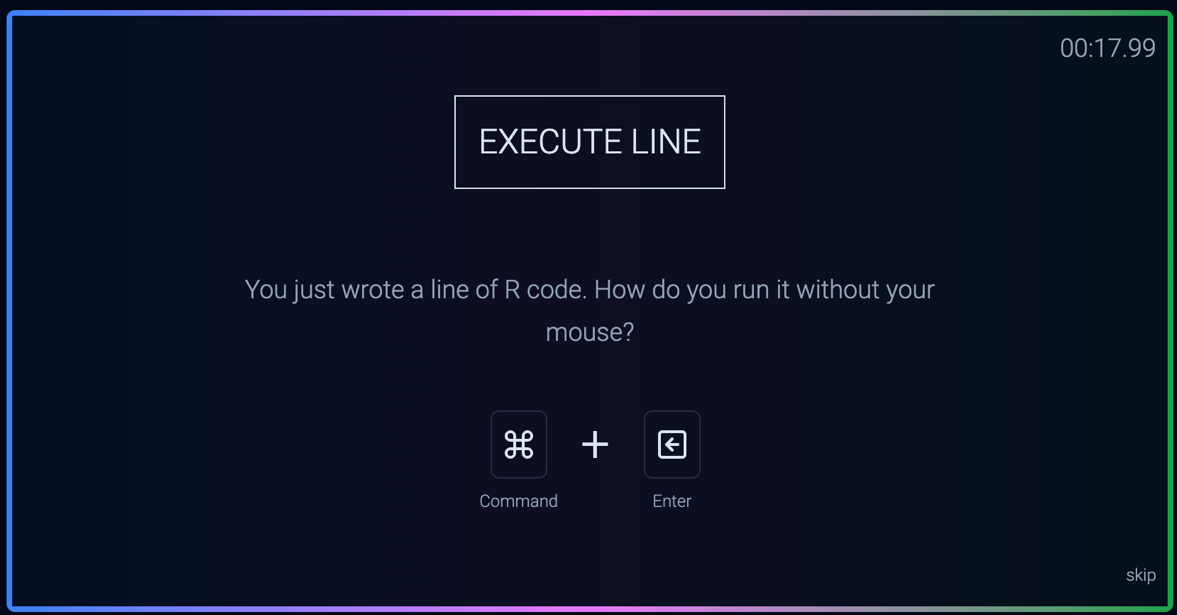 00:17.99
EXECUTE LINE
You just wrote a line of R code. How do you run it without your
mouse?
⌘ +
Command Enter
skip